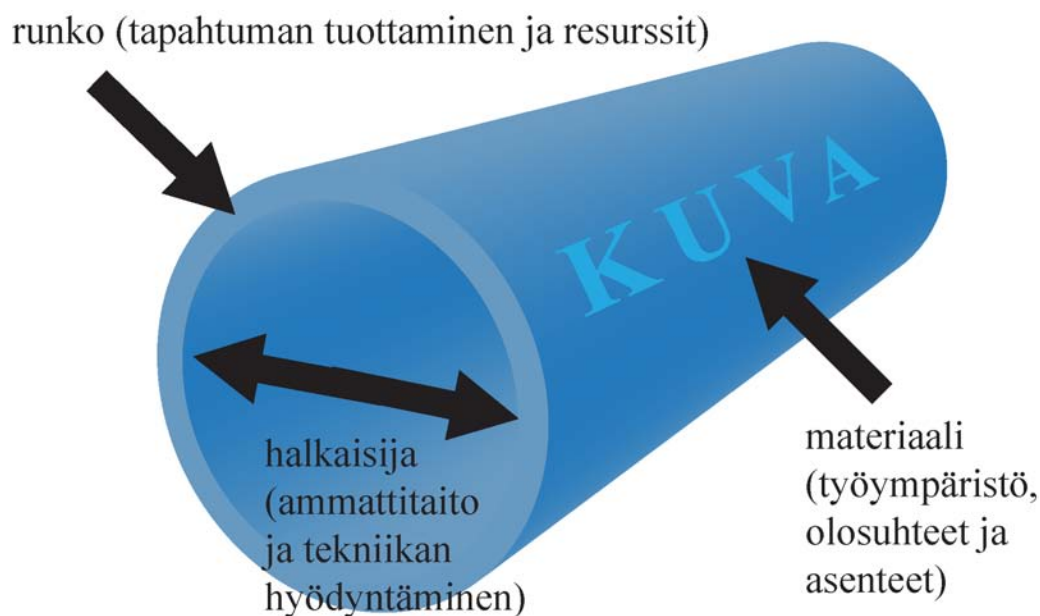 runko (tapahtuman tuottaminen ja resurssit)
KUVA
halkaisija
(ammattitaito
ja tekniikan
hyödyntäminen)
materiaali
(työympäristö,
olosuhteet ja
asenteet)